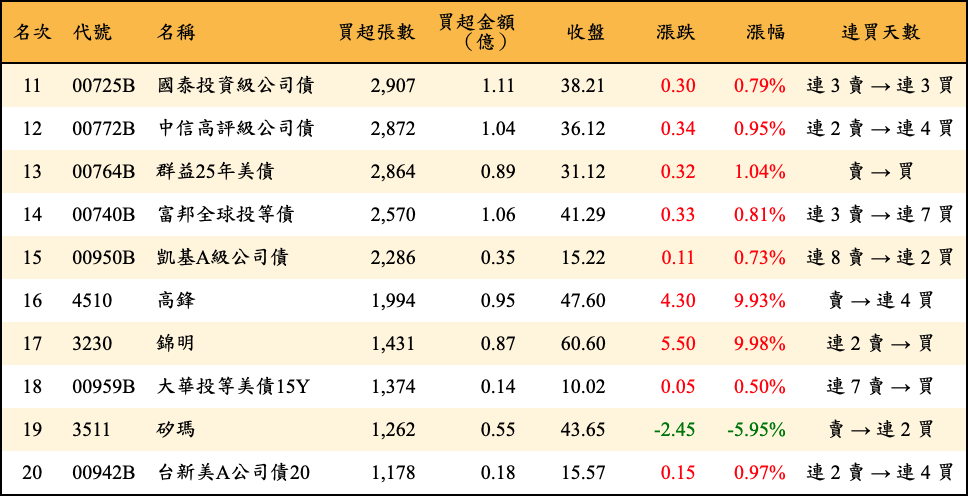 名次 代號 名稱 買超張數 買超金額（億） 收盤 漲跌 漲幅 連買天數
11 00725B 國泰投資級公司債 2,907 1.11 38.21 0.30 0.79% 連 3 賣 → 連 3 買
12 00772B 中信高評級公司債 2,872 1.04 36.12 0.34 0.95% 連 2 賣 → 連 4 買
13 00764B 群益25年美債 2,864 0.89 31.12 0.32 1.04% 賣 → 買
14 00740B 富邦全球投等債 2,570 1.06 41.29 0.33 0.81% 連 3 賣 → 連 7 買
15 00950B 凱基A級公司債 2,286 0.35 15.22 0.11 0.73% 連 8 賣 → 連 2 買
16 4510 高鋒 1,994 0.95 47.60 4.30 9.93% 賣 → 連 4 買
17 3230 錦明 1,431 0.87 60.60 5.50 9.98% 連 2 賣 → 買
18 00959B 大華投等美債15Y 1,374 0.14 10.02 0.05 0.50% 連 7 賣 → 買
19 3511 矽瑪 1,262 0.55 43.65 -2.45 -5.95% 賣 → 連 2 買
20 00942B 台新美A公司債20 1,178 0.18 15.57 0.15 0.97% 連 2 賣 → 連 4 買